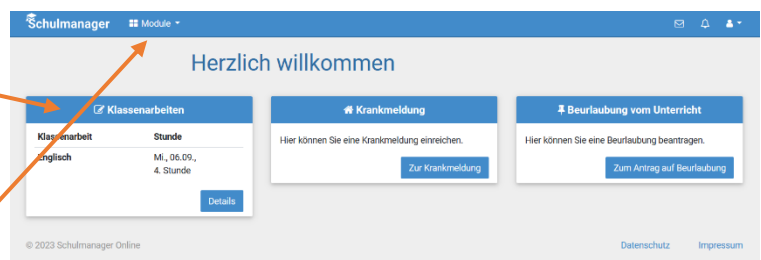 Schulmanager Module
Herzlich willkommen
Klassenarbeiten
Klassenarbeit Stunde
Englisch Mi., 06.09.,
4. Stunde
Details
Krankmeldung
Hier können Sie eine Krankmeldung einreichen.
Zur Krankmeldung
Beurlaubung vom Unterricht
Hier können Sie eine Beurlaubung beantragen.
Zum Antrag auf Beurlaubung
© 2023 Schulmanager Online
Datenschutz Impressum